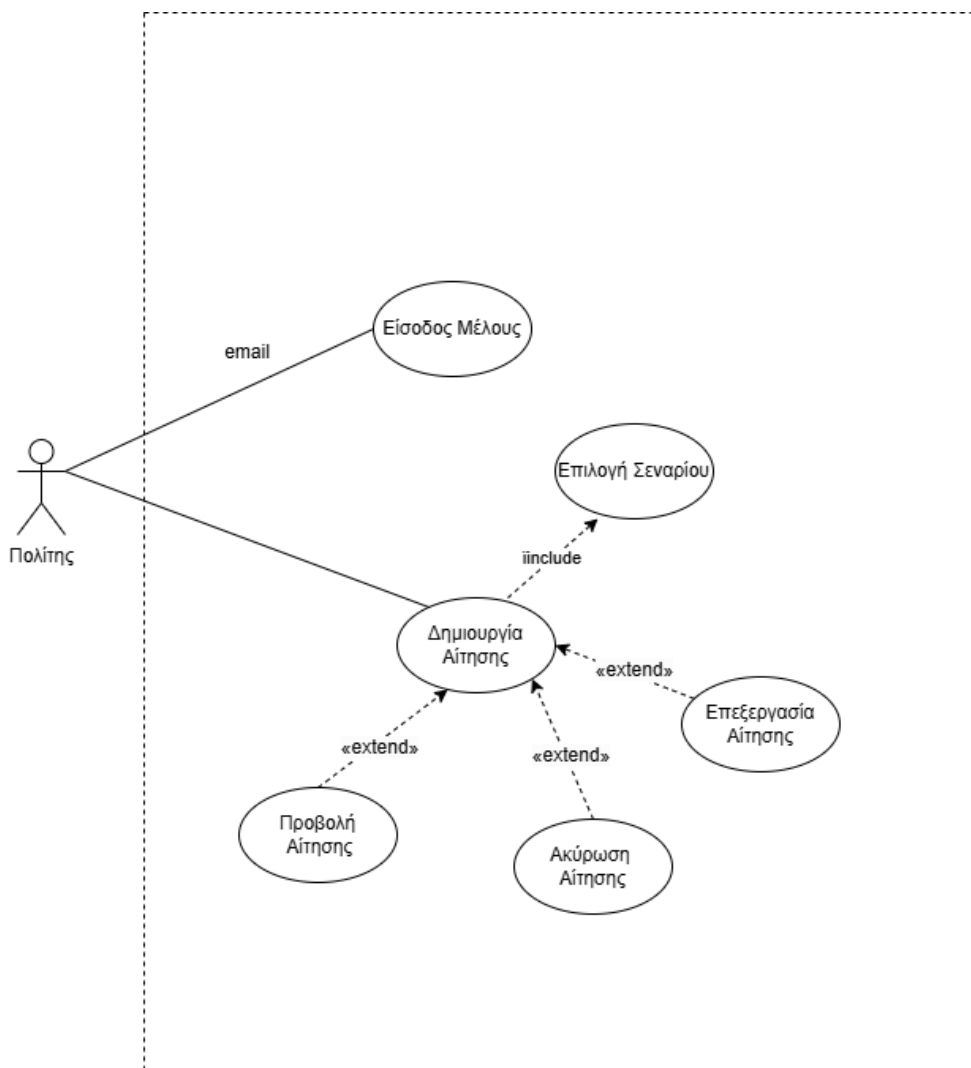 Είσοδος Μέλους
email
Επιλογή Σεναρίου
Πολίτης
iinclude
Δημιουργία
Αίτησης
«extend»
Επεξεργασία
Αίτησης
«extend»
«extend»
Προβολή
Αίτησης
Ακύρωση
Αίτησης